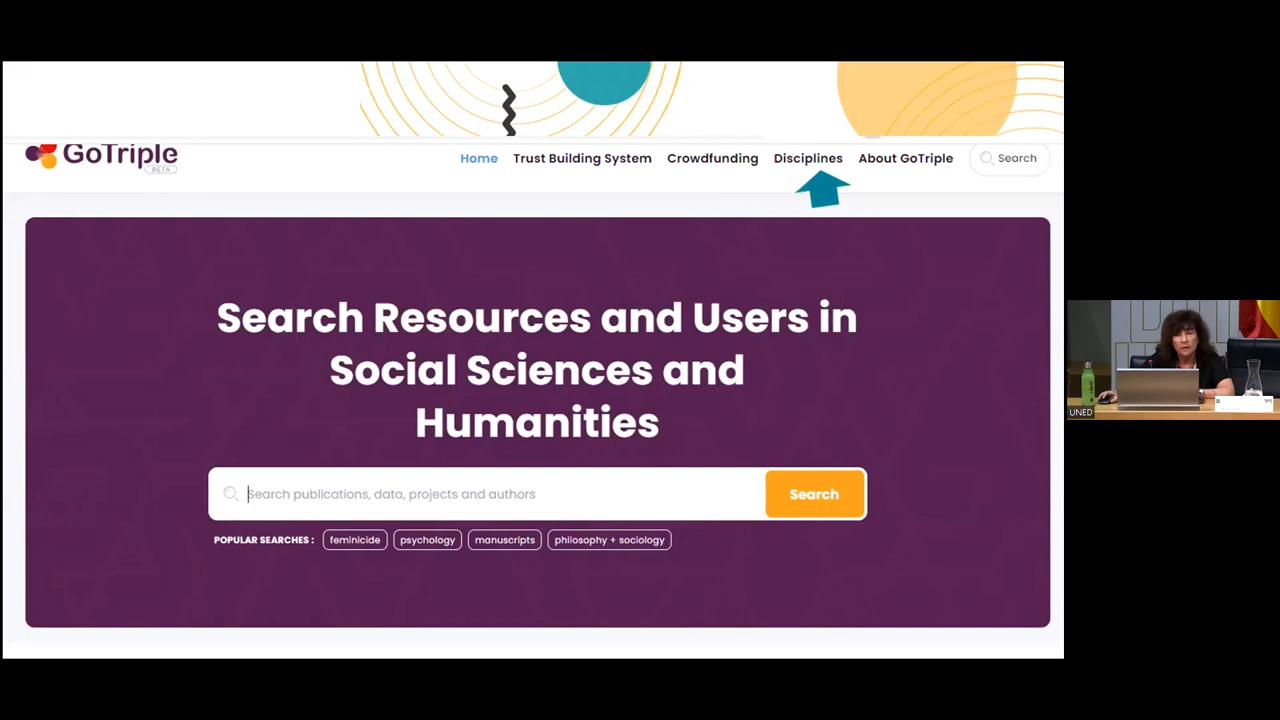 GoTriple
BETA
Home
Trust Building System
Crowdfunding
Disciplines
About GoTriple
Search
Search Resources and Users in
Social Sciences and
Humanities
Search publications, data, projects and authors
Search
POPULAR SEARCHES :
feminicide
psychology
manuscripts
philosophy + sociology
UNED